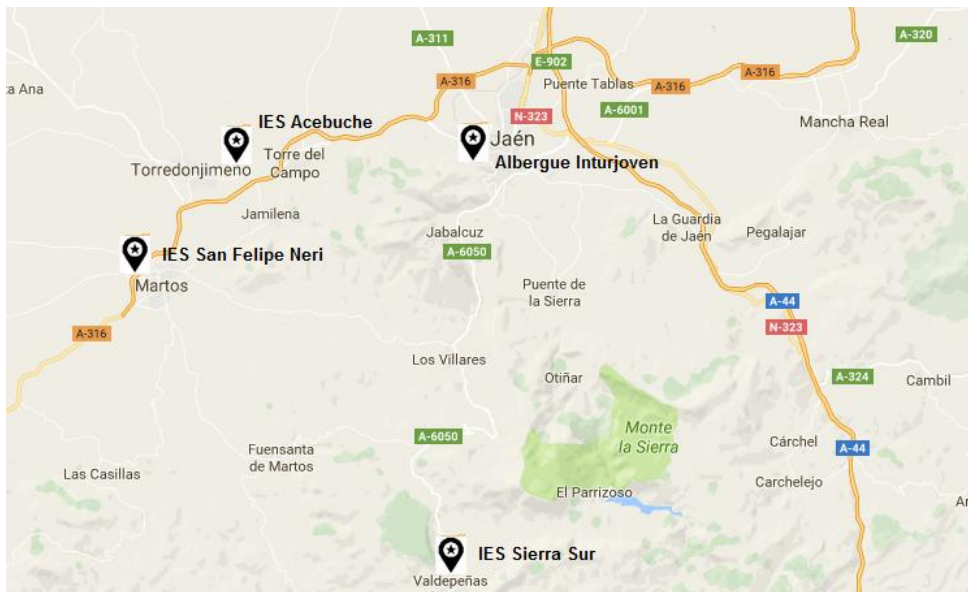 A-311
A-320
E-902
A-316
A-316
A-316
Puente Tablas
ta Ana
N-323
A-6001
IES Acebuche
Mancha Real
Jaén
Torre del
Campo
Albergue Inturjoven
Torredonjimeno
Jamilena
La Guardia
de Jaén
Jabalcuz
Pegalajar
IES San Felipe Neri
A-6050
Martos
Puente de
la Sierra
A-44
N-323
A-316
Los Villares
Otiñar
A-324
Cambil
Monte
la Sierra
A-6050
Cárchel
A-44
Fuensanta
de Martos
Las Casillas
Carchelejo
El Parrizoso
Ar
IES Sierra Sur
Valdepeñas